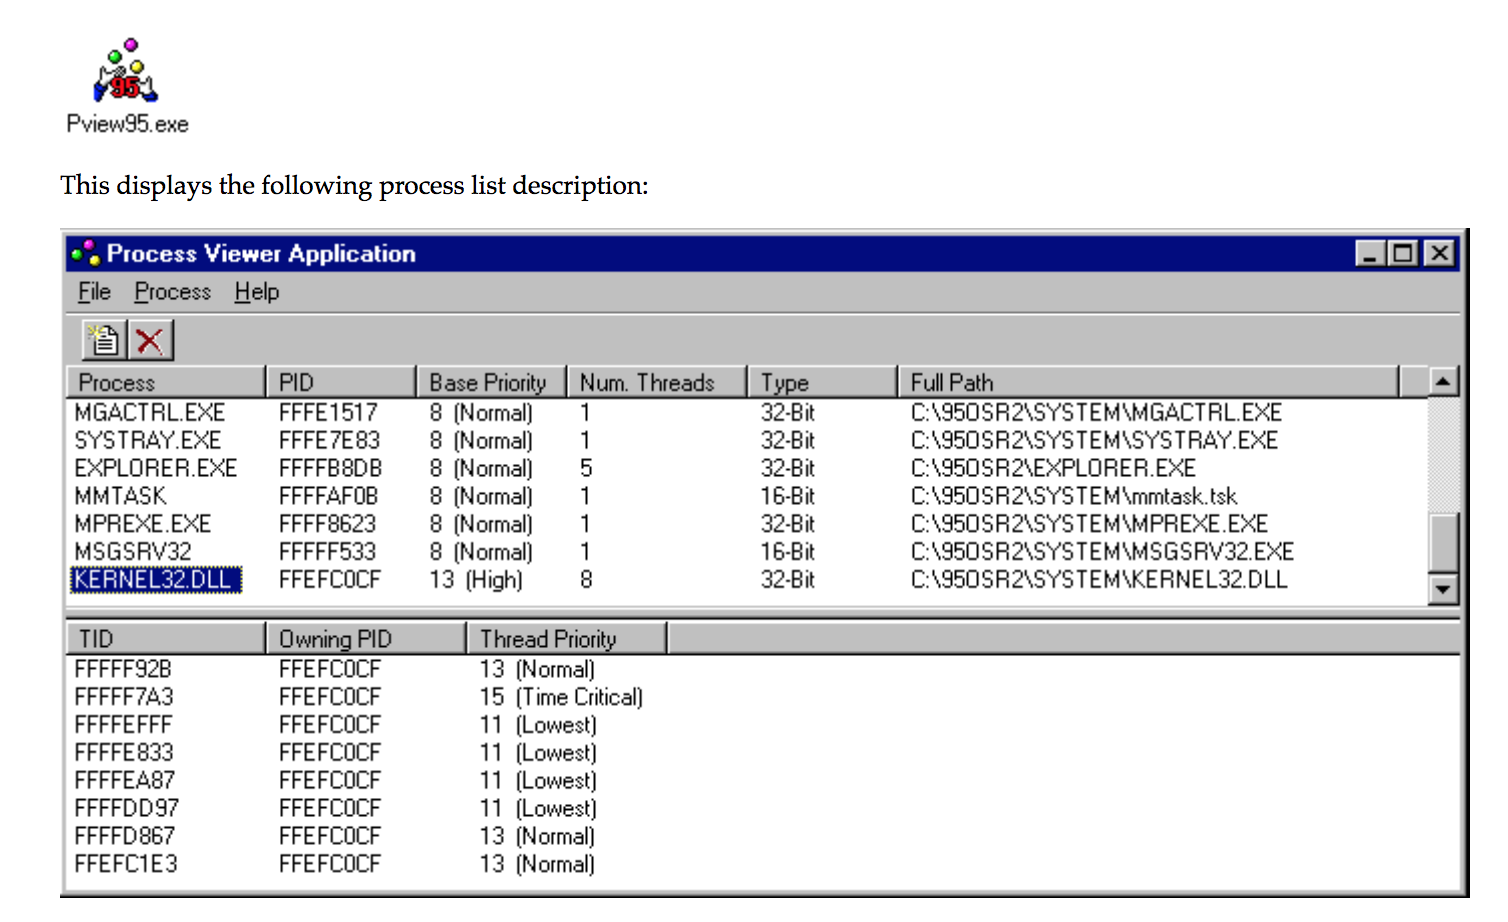 95
Pview95.exe
This displays the following process list description:
Process Viewer Application
File Process Help
Process PID Base Priority Num. Threads Type Full Path
MGACTRL.EXE FFFE1517 8 (Normal) 1 32-Bit C:\95OSR2\SYSTEM\MGACTRL.EXE
SYSTRAY.EXE FFFE7E83 8 (Normal) 1 32-Bit C:\95OSR2\SYSTEM\SYSTRAY.EXE
EXPLORER.EXE FFFFB8DB 8 (Normal) 5 32-Bit C:\95OSR2\EXPLORER.EXE
MMTASK FFFFAF0B 8 (Normal) 1 16-Bit C:\95OSR2\SYSTEM\mmtask.tsk
MPREXE.EXE FFFF8623 8 (Normal) 1 32-Bit C:\95OSR2\SYSTEM\MPREXE.EXE
MSGSRV32 FFFFF533 8 (Normal) 1 16-Bit C:\95OSR2\SYSTEM\MSGSRV32.EXE
KERNEL32.DLL FFEFC0CF 13 (High) 8 32-Bit C:\95OSR2\SYSTEM\KERNEL32.DLL
TID Owning PID Thread Priority
FFFFF92B FFEFC0CF 13 (Normal)
FFFFF7A3 FFEFC0CF 15 (Time Critical)
FFFFEFFF FFEFC0CF 11 (Lowest)
FFFFE833 FFEFC0CF 11 (Lowest)
FFFFEA87 FFEFC0CF 11 (Lowest)
FFFFDD97 FFEFC0CF 11 (Lowest)
FFFFD867 FFEFC0CF 13 (Normal)
FFEFC1E3 FFEFC0CF 13 (Normal)